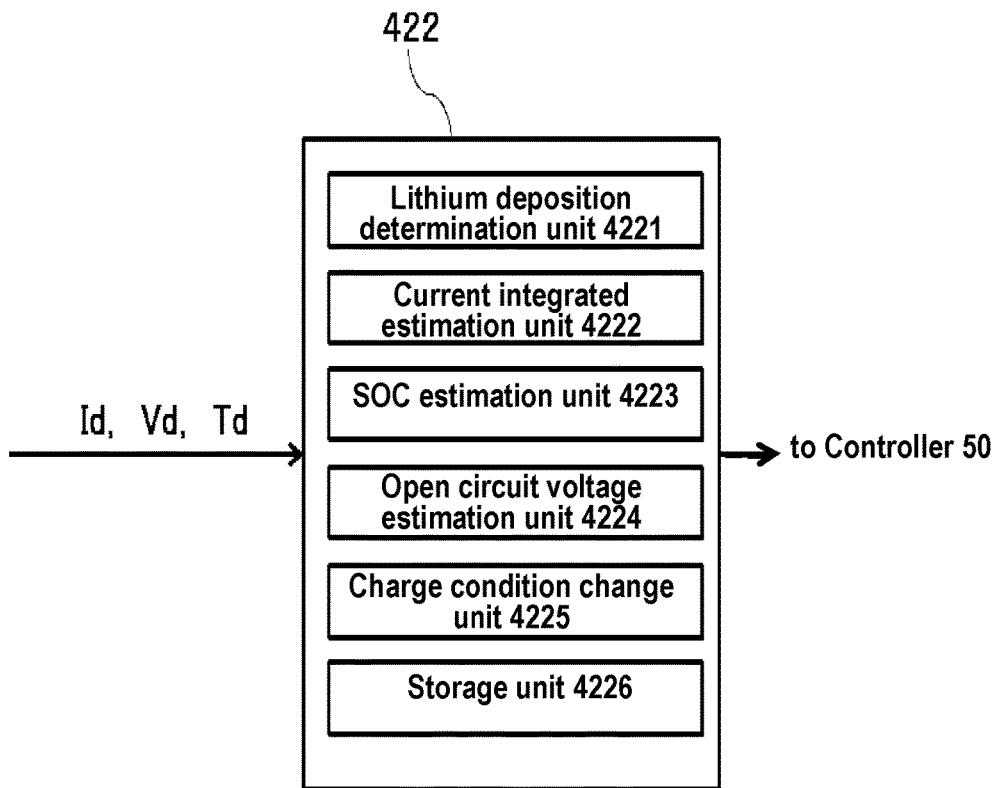 422
Lithium deposition
determination unit 4221
Current integrated
estimation unit 4222
SOC estimation unit 4223
Id, Vd, Td
to Controller 50
Open circuit voltage
estimation unit 4224
Charge condition change
unit 4225
Storage unit 4226